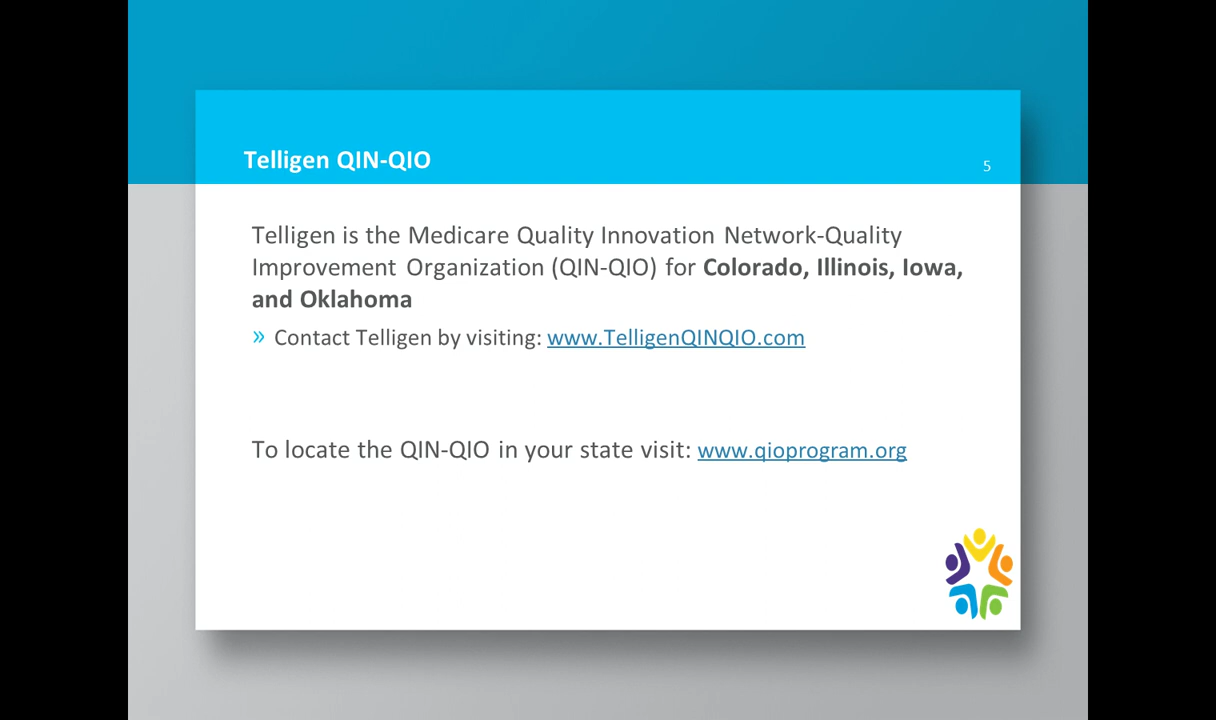 Telligen QIN-QIO
5
Telligen is the Medicare Quality Innovation Network-Quality
Improvement Organization (QIN-QIO) for Colorado, Illinois, Iowa,
and Oklahoma
» Contact Telligen by visiting: www.TelligenQINQIO.com
To locate the QIN-QIO in your state visit: www.qioprogram.org